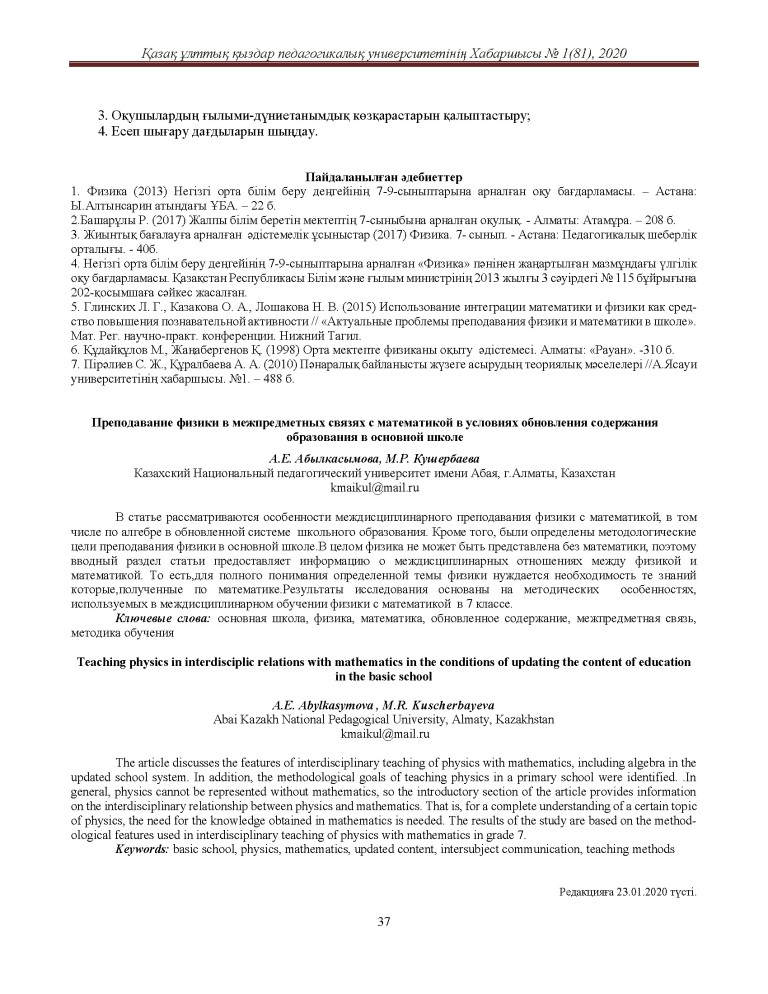 Қазақ ұлттық қыздар педагогикалық университетінің Хабаршысы № 1(81), 2020
3. Оқушылардың ғылыми-дүнистанымдық көзқарастарын қалыптастыру;
4. Есеп шығару дағдыларын шыңдау.
Пайдаланылған әдебиеттер
1. Физика (2013) Негізгі орта білім беру деңгейінің 7-9-сыныптарына арналған оқу бағдарламасы. – Астана:
Ы.Алтынсарин атындағы ҰБА. – 22 б.
2.Башарұлы Р. (2017) Жалпы білім беретін мектептің 7-сыныбына арналған оқулық. - Алматы: Атамұра. – 208 б.
3. Жиынтық бағалауға арналған әдістемелік ұсыныстар (2017) Физика. 7- сынып. - Астана: Педагогикалық шеберлік
орталығы. - 40б.
4. Негізгі орта білім беру деңгейінің 7-9-сыныптарына арналған «Физика» пәнінен жаңартылған мазмұндағы үлгілік
оқу бағдарламасы. Қазақстан Республикасы Білім және ғылым министрінің 2013 жылғы 3 сәуірдегі № 115 бұйрығына
202-қосымшаға сәйкес жасалған.
5. Глинских Л. Г., Казакова О. А., Лошакова Н. В. (2015) Использование интеграции математики и физики как сред-
ство повышения познавательной активности // «Актуальные проблемы преподавания физики и математики в школе».
Мат. Рег. научно-практ. конференции. Нижний Тагил.
6. Құдайқұлов М., Жаңабергенов Қ. (1998) Орта мектепте физиканы оқыту әдістемесі. Алматы: «Рауан». -310 б.
7. Пірәлиев С. Ж., Құралбаева А. А. (2010) Пәнаралық байланысты жүзеге асырудың теориялық мәселелері //А.Ясауи
университетінің хабаршысы. №1. – 488 б.
Преподавание физики в межпредметных связях с математикой в условиях обновления содержания
образования в основной школе
А.Е. Абылкасымова, М.Р. Кушербаева
Казахский Национальный педагогический университет имени Абая, г.Алматы, Казахстан
kmaikul@mail.ru
В статье рассматриваются особенности междисциплинарного преподавания физики с математикой, в том
числе по алгебре в обновленной системе школьного образования. Кроме того, были определены методологические
цели преподавания физики в основной школе.В целом физика не может быть представлена без математики, поэтому
вводный раздел статьи предоставляет информацию о междисциплинарных отношениях между физикой и
математикой. То есть,для полного понимания определенной темы физики нуждается необходимость те знаний
которые,полученные по математике.Результаты исследования основаны на методических особенностях,
используемых в междисциплинарном обучении физики с математикой в 7 классе.
Ключевые слова: основная школа, физика, математика, обновленное содержание, межпредметная связь,
методика обучения
Teaching physics in interdisciplic relations with mathematics in the conditions of updating the content of education
in the basic school
A.E. Abylkasymova , M.R. Kuscherbayeva
Abai Kazakh National Pedagogical University, Almaty, Kazakhstan
kmaikul@mail.ru
The article discusses the features of interdisciplinary teaching of physics with mathematics, including algebra in the
updated school system. In addition, the methodological goals of teaching physics in a primary school were identified. .In
general, physics cannot be represented without mathematics, so the introductory section of the article provides information
on the interdisciplinary relationship between physics and mathematics. That is, for a complete understanding of a certain topic
of physics, the need for the knowledge obtained in mathematics is needed. The results of the study are based on the method-
ological features used in interdisciplinary teaching of physics with mathematics in grade 7.
Keywords: basic school, physics, mathematics, updated content, intersubject communication, teaching methods
Редакцияға 23.01.2020 түсті.
37